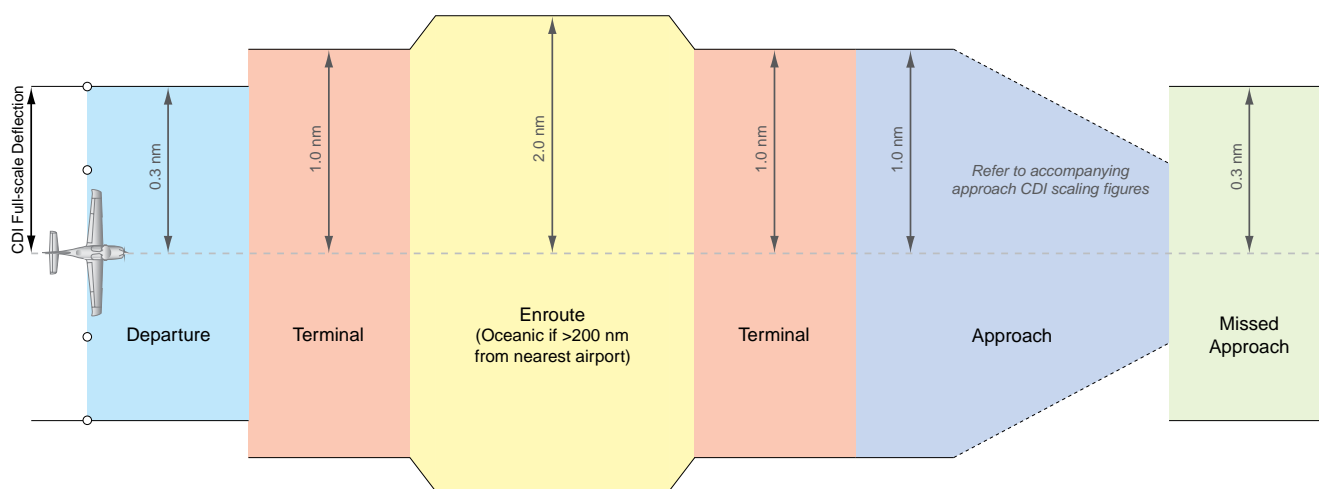 CDI Full-scale Deflection
0.3 nm
1.0 nm
2.0 nm
1.0 nm
1.0 nm
0.3 nm
Refer to accompanying
approach CDI scaling figures
Departure
Terminal
Enroute
(Oceanic if >200 nm
from nearest airport)
Terminal
Approach
Missed
Approach